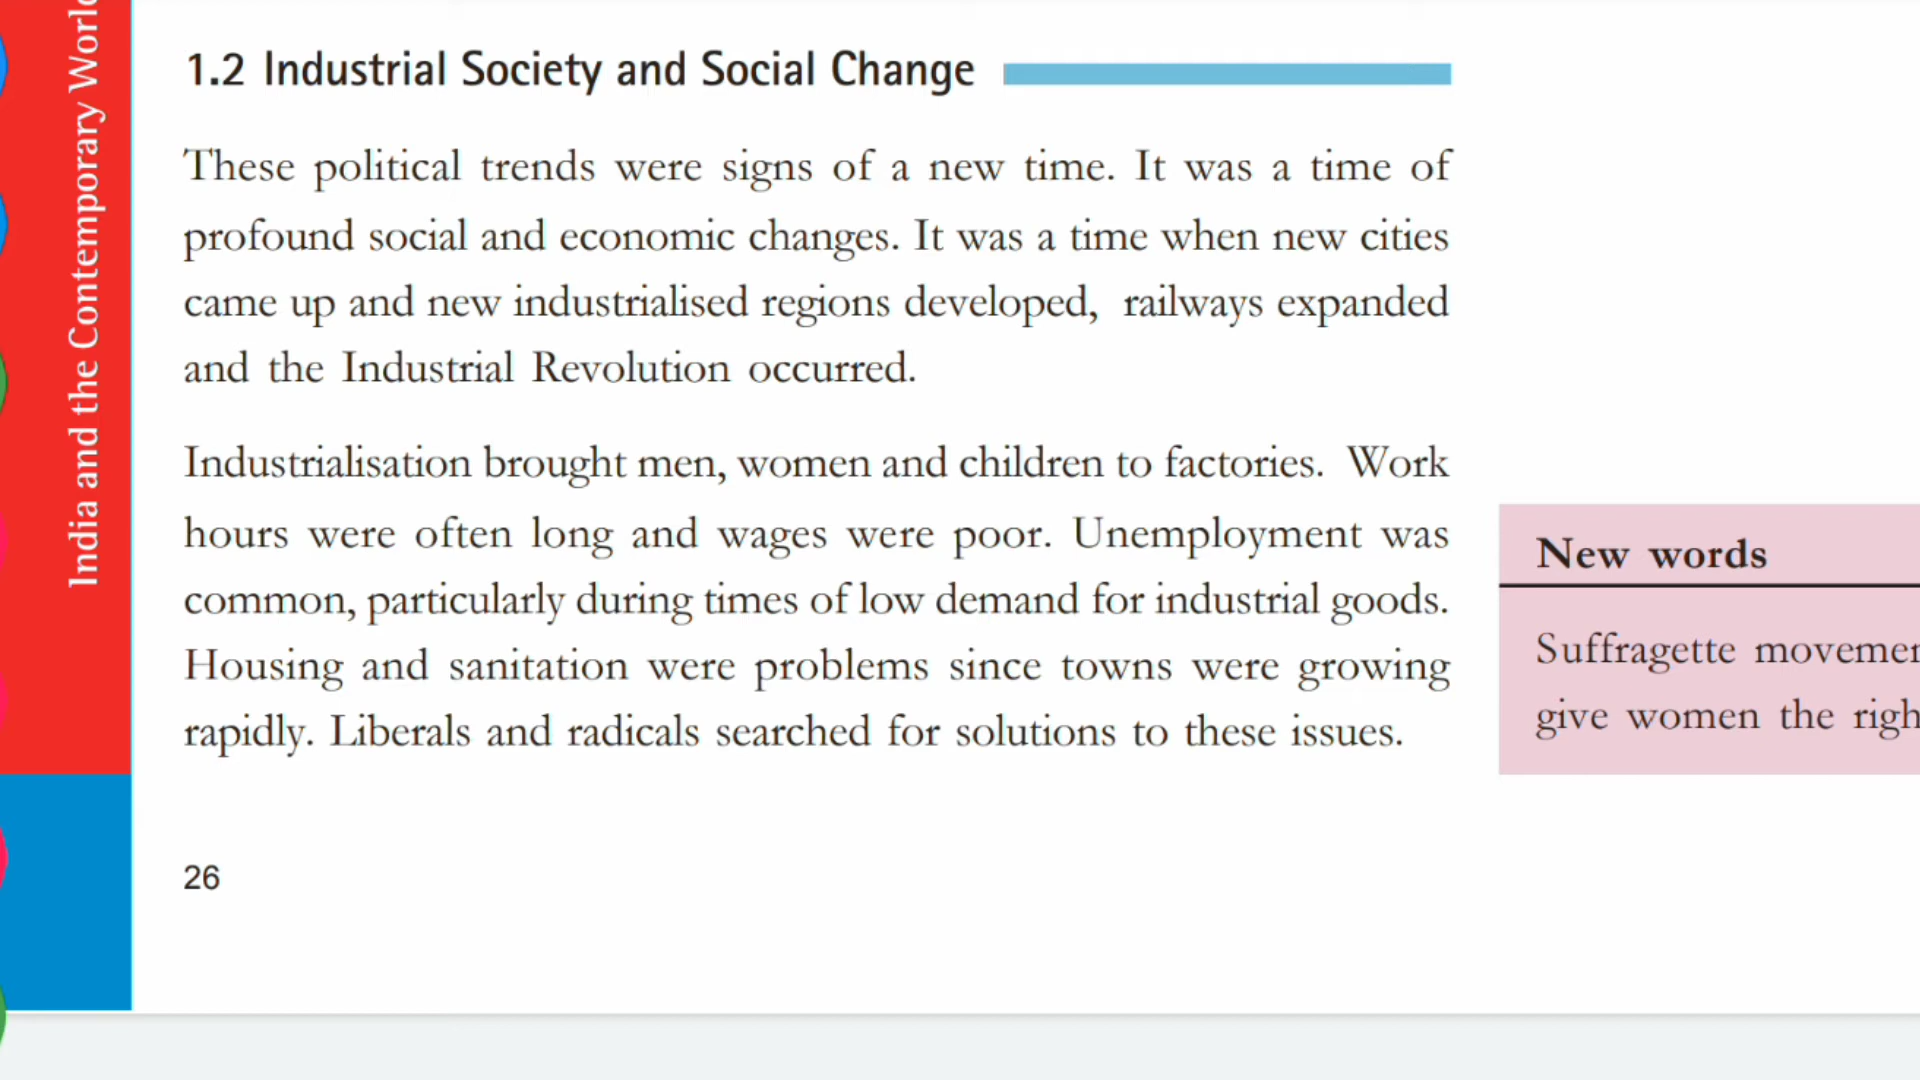 India and the Contemporary World
1.2 Industrial Society and Social Change
These political trends were signs of a new time. It was a time of
profound social and economic changes. It was a time when new cities
came up and new industrialised regions developed, railways expanded
and the Industrial Revolution occurred.
Industrialisation brought men, women and children to factories. Work
hours were often long and wages were poor. Unemployment was
common, particularly during times of low demand for industrial goods.
Housing and sanitation were problems since towns were growing
rapidly. Liberals and radicals searched for solutions to these issues.
New words
Suffragette
give women the
26